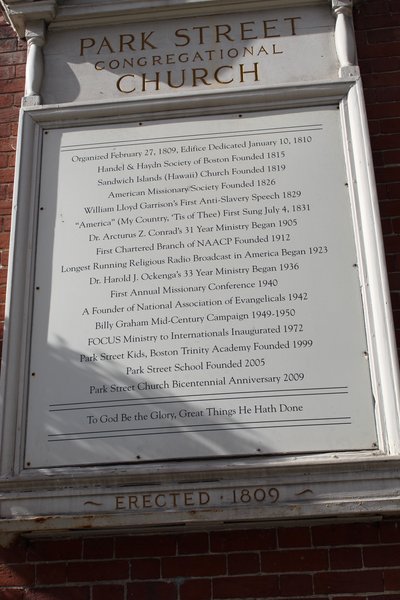 PARK STREET
CONGREGATIONAL
CHURCH
Organized February 27, 1809, Edifice Dedicated January 10, 1810
Handel & Haydn Society of Boston Founded 1815
Sandwich Islands (Hawaii) Church Founded 1819
American Missionary Society Founded 1826
William Lloyd Garrison's First Anti-Slavery Speech 1829
"America" (My Country, 'Tis of Thee) First Sung July 4, 1831
Dr. Arcturus Z. Conrad's 31 Year Ministry Began 1905
First Chartered Branch of NAACP Founded 1912
Longest Running Religious Radio Broadcast in America Began 1923
Dr. Harold J. Ockenga's 33 Year Ministry Began 1936
First Annual Missionary Conference 1940
A Founder of National Association of Evangelicals 1942
Billy Graham Mid-Century Campaign 1949-1950
FOCUS Ministry to Internationals Inaugurated 1972
Park Street Kids, Boston Trinity Academy Founded 1999
Park Street School Founded 2005
Park Street Church Bicentennial Anniversary 2009
To God Be the Glory, Great Things He Hath Done
~ ERECTED · 1809 ~